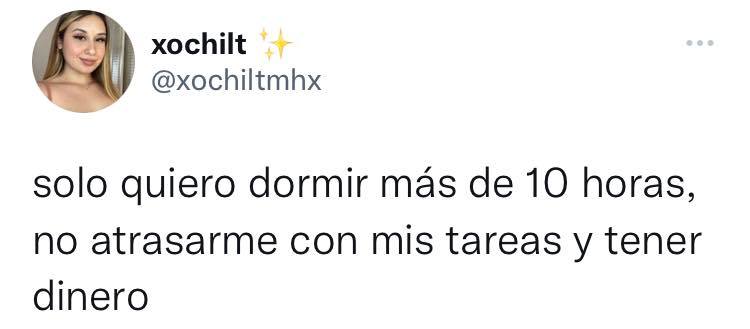 xochilt ✨
@xochiltmhx
solo quiero dormir más de 10 horas,
no atrasarme con mis tareas y tener
dinero